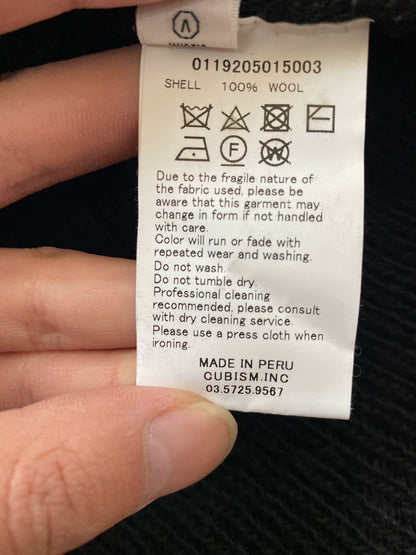 0119205015003
SHELL 100% WOOL
F
W
Due to the fragile nature of
the fabric used, please be
aware that this garment may
change in form if not handled
with care.
Color will run or fade with
repeated wear and washing.
Do not wash.
Do not tumble dry.
Professional cleaning
recommended, please consult
with dry cleaning service.
Please use a press cloth when
ironing.
MADE IN PERU
CUBISM.INC
03.5725.9567